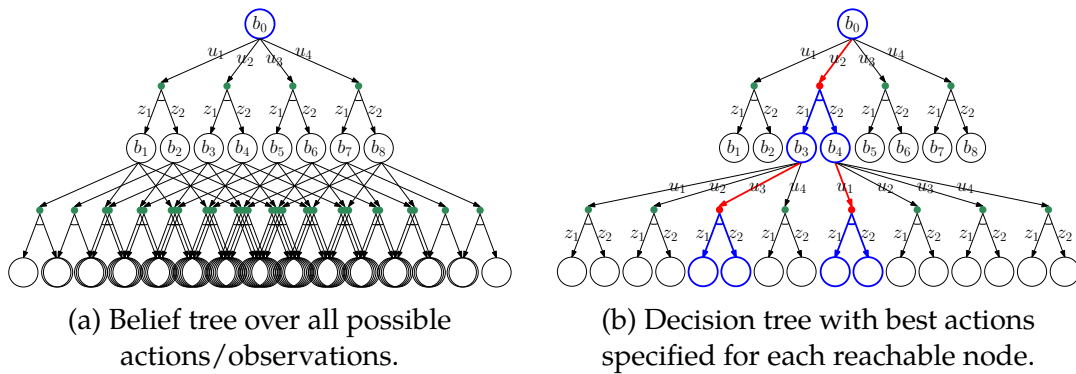 b₀
u₁ u₂ u₃ u₄
z₁ z₂ z₁ z₂ z₁ z₂ z₁ z₂
b₁ b₂ b₃ b₄ b₅ b₆ b₇ b₈
(a) Belief tree over all possible
actions/observations.
b₀
u₁ u₂ u₃ u₄
z₁ z₂ z₁ z₂ z₁ z₂ z₁ z₂
b₁ b₂ b₃ b₄ b₅ b₆ b₇ b₈
u₁ u₂ u₃ u₄ u₁ u₂ u₃ u₄
z₁ z₂ z₁ z₂ z₁ z₂ z₁ z₂ z₁ z₂ z₁ z₂ z₁ z₂ z₁ z₂
(b) Decision tree with best actions
specified for each reachable node.